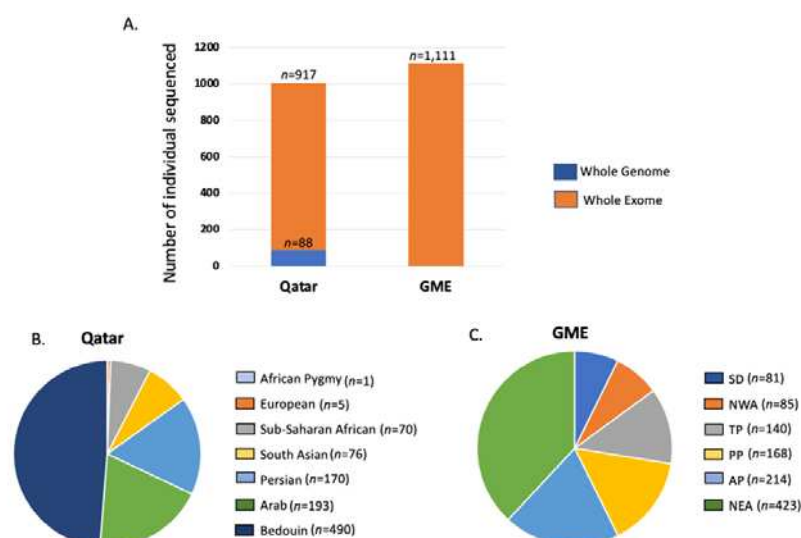 A.
Number of individual sequenced
1200
1000
800
600
400
200
0
n=917
n=88
n=1,111
Qatar
GME
Whole Genome
Whole Exome
B.
Qatar
African Pygmy (n=1)
European (n=5)
Sub-Saharan African (n=70)
South Asian (n=76)
Persian (n=170)
Arab (n=193)
Bedouin (n=490)
C.
GME
SD (n=81)
NWA (n=85)
TP (n=140)
PP (n=168)
AP (n=214)
NEA (n=423)